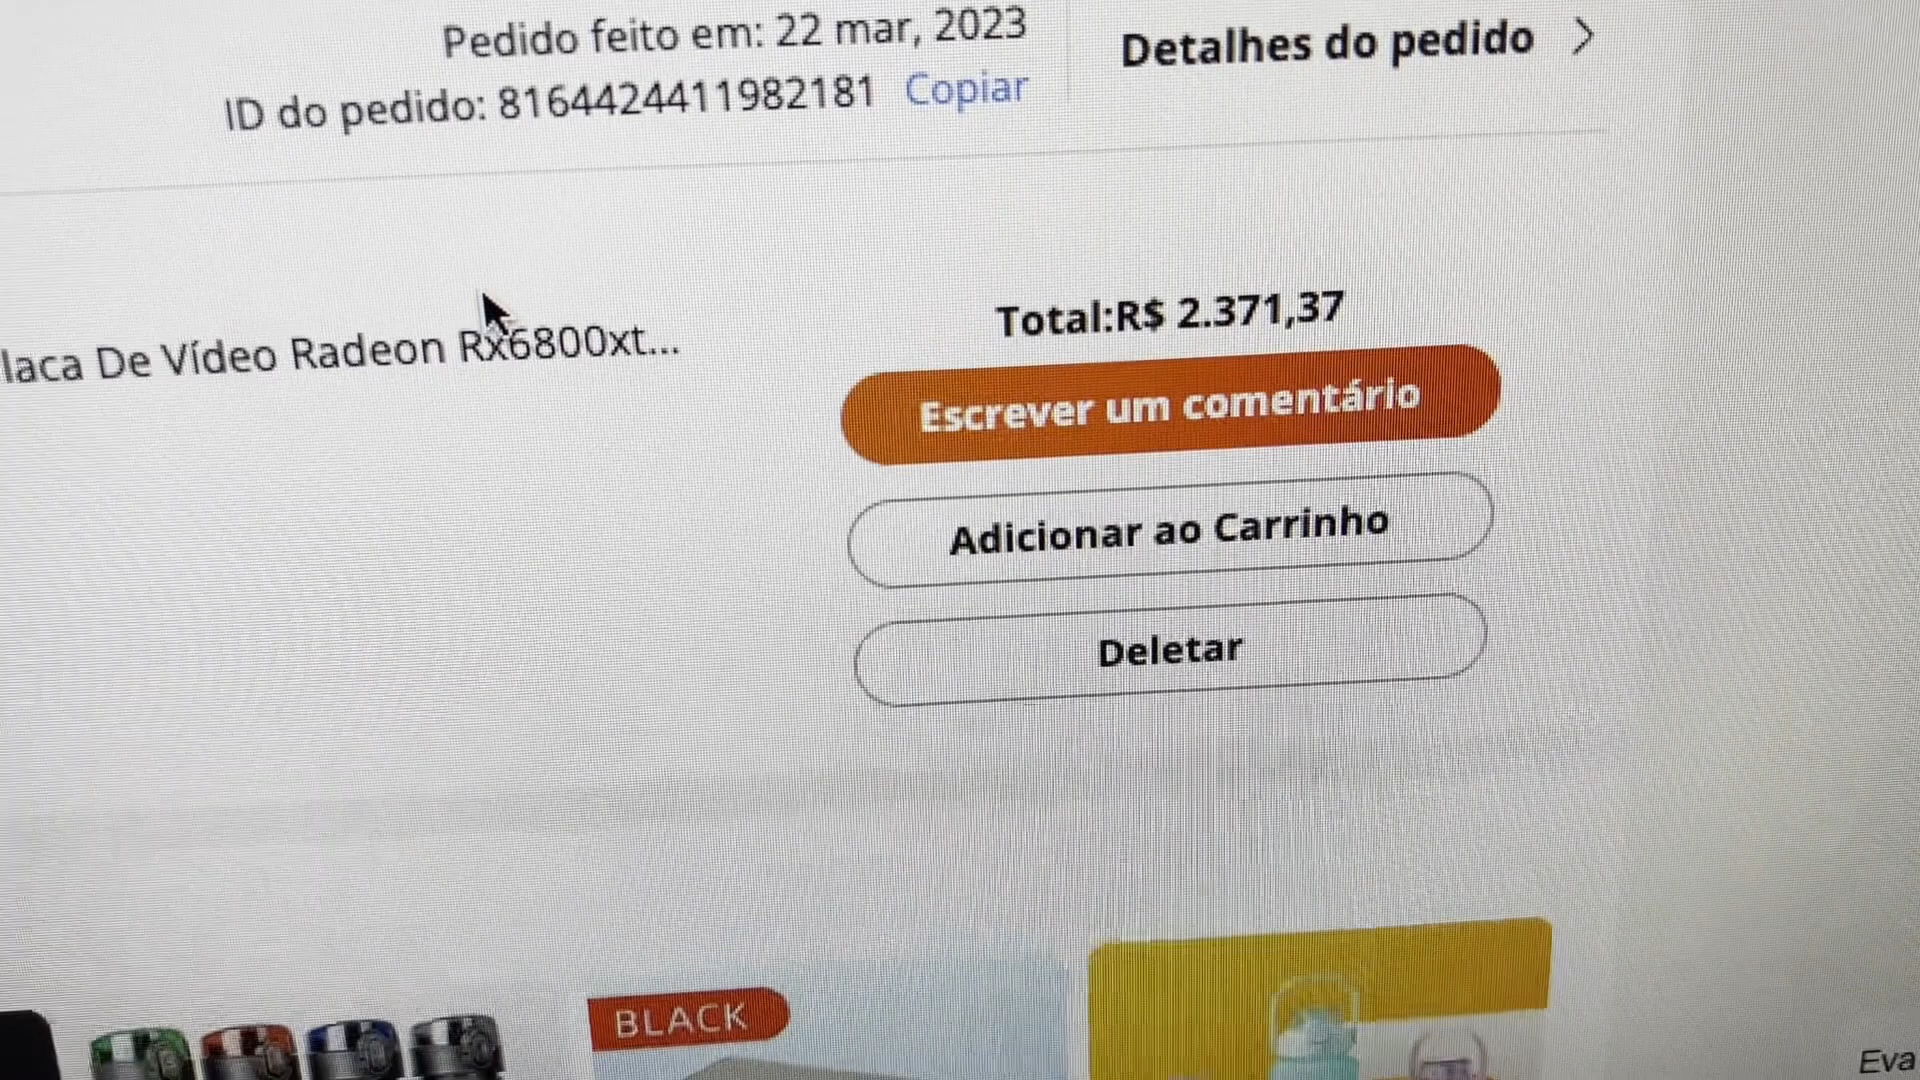 Pedido feito em: 22 mar, 2023
Detalhes do pedido
ID do pedido: 8164424411982181 Copiar
laca De Vídeo Radeon Rx6800xt...
Total:R$ 2.371,37
Escrever um comentário
Adicionar ao Carrinho
Deletar
BLACK
Eva